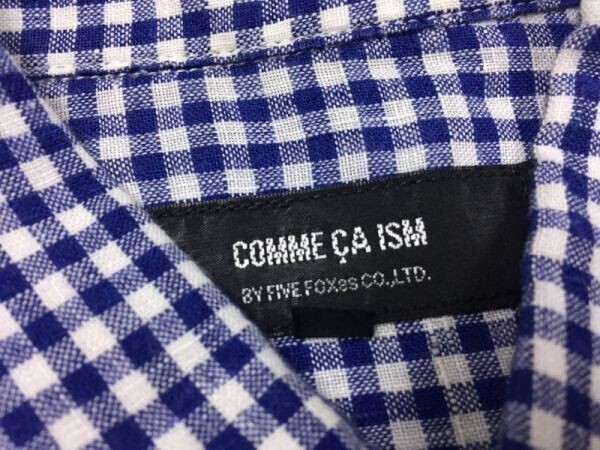 COMME ÇA ISM
BY FIVE FOXes CO.,LTD.